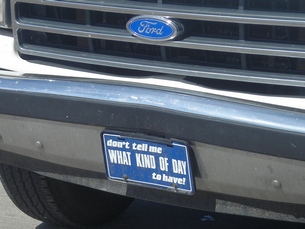 Ford
don't tell me
WHAT KIND OF DAY
to have!